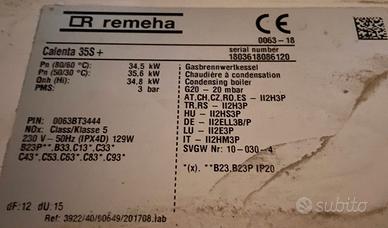 remeha
CE
0063-18
Calenta 35S+
serial number
1803618086120
Pn (80/60 °C): 34.5 kW
Pn (50/30 °C): 35.6 kW
Qnh (Hi): 34.8 kW
PMS: 3 bar
Gasbrennwertkessel
Chaudière à condensation
Condensing boiler
G20 - 20 mbar
AT,CH,CZ,RO,ES - II2H3P
TR,RS - II2H3P
HU - II2HS3P
DE - II2ELL3B/P
LU - II2E3P
IT - II2HM3P
SVGW Nr: 10-030-4
PIN: 0063BT3444
NOx: Class/Klasse 5
230 V - 50Hz (IPX4D) 129W
B23P**,B33,C13*,C33*
C43*,C53,C63*,C83*,C93*
*(x). **B23,B23P IP20
dF:12 dU.15
Ref: 3922/40/60649/201708.lab
subito